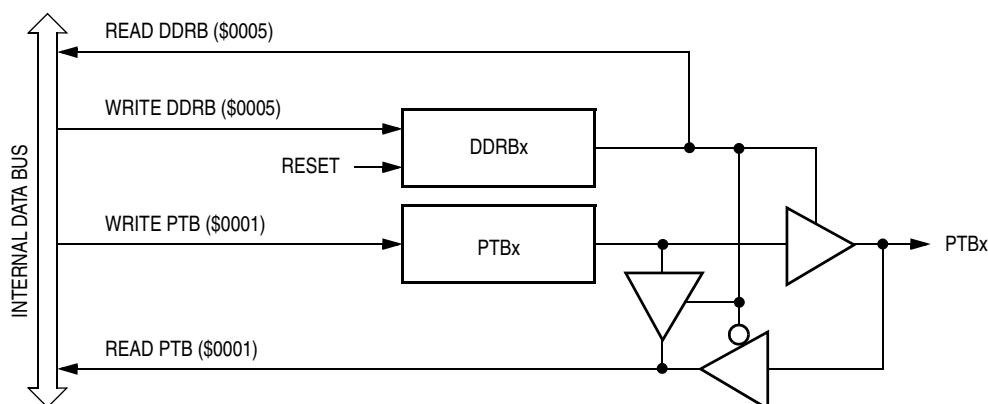 READ DDRB ($0005)
WRITE DDRB ($0005)
DDRBx
RESET
INTERNAL DATA BUS
WRITE PTB ($0001)
PTBx
PTBx
READ PTB ($0001)